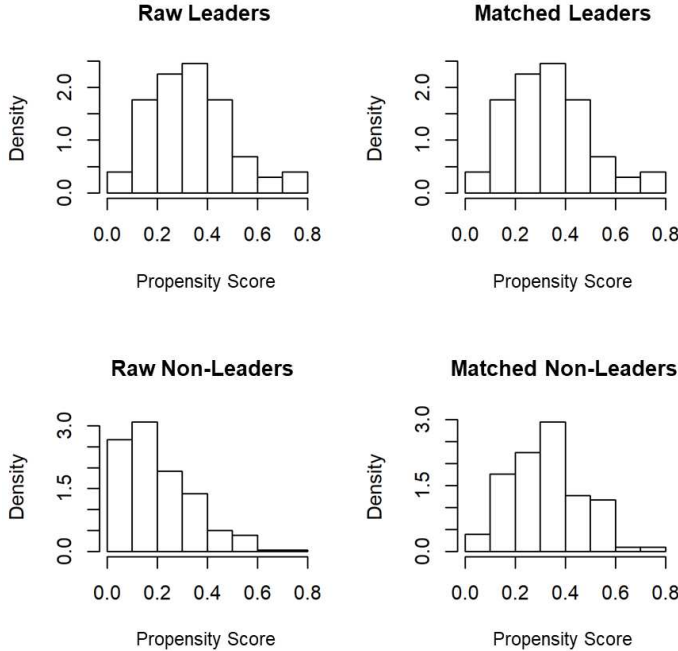 Raw Leaders
Density
0.0 1.0 2.0
0.0 0.2 0.4 0.6 0.8
Propensity Score
Matched Leaders
Density
0.0 1.0 2.0
0.0 0.2 0.4 0.6 0.8
Propensity Score
Raw Non-Leaders
Density
0.0 1.5 3.0
0.0 0.2 0.4 0.6 0.8
Propensity Score
Matched Non-Leaders
Density
0.0 1.5 3.0
0.0 0.2 0.4 0.6 0.8
Propensity Score